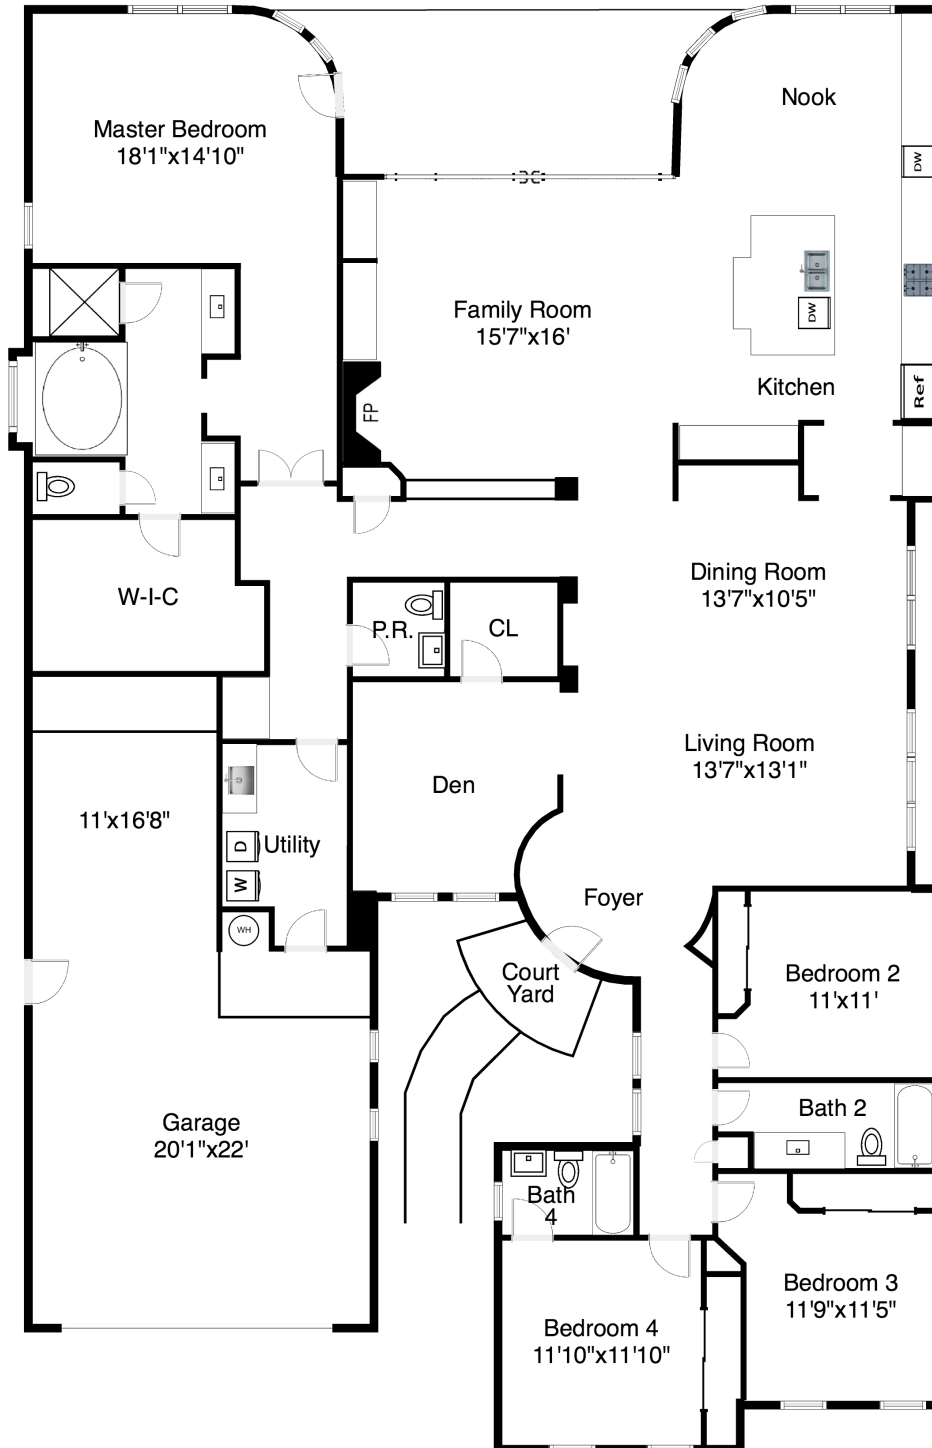 Nook
Master Bedroom
18'1"x14'10"
DW
Family Room
15'7"x16'
DW
Kitchen
Ref
FP
Dining Room
13'7"x10'5"
W-I-C
P.R.
CL
Living Room
13'7"x13'1"
Den
11'x16'8"
D
Utility
W
Foyer
WH
Court
Yard
Bedroom 2
11'x11'
Bath 2
Garage
20'1"x22'
Bath
4
Bedroom 3
11'9"x11'5"
Bedroom 4
11'10"x11'10"